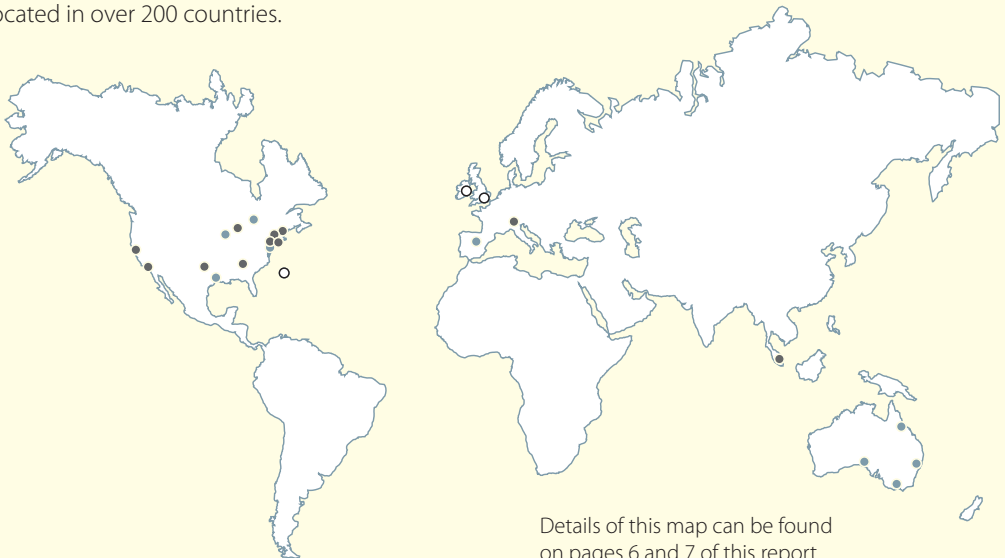 ocated in over 200 countries.
Details of this map can be found
on pages 6 and 7 of this report